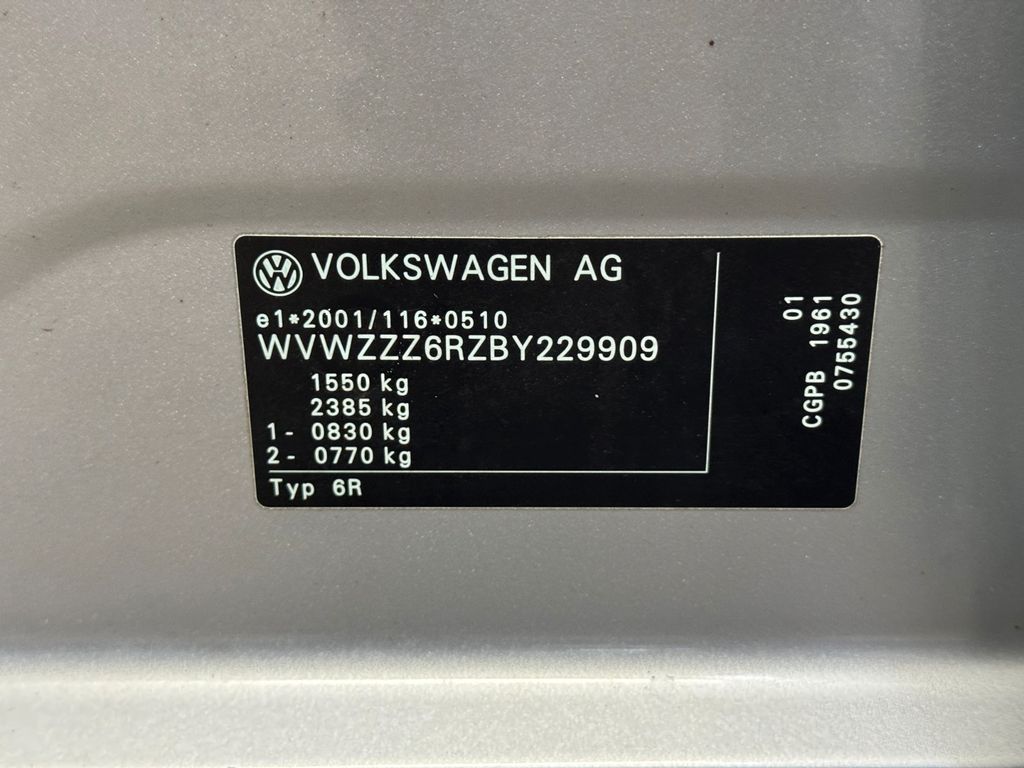 VOLKSWAGEN AG
e1*2001/116*0510
WVWZZZ6RZBY229909
1550 kg
2385 kg
1- 0830 kg
2- 0770 kg
Typ 6R
01
CGPB 1961
0755430